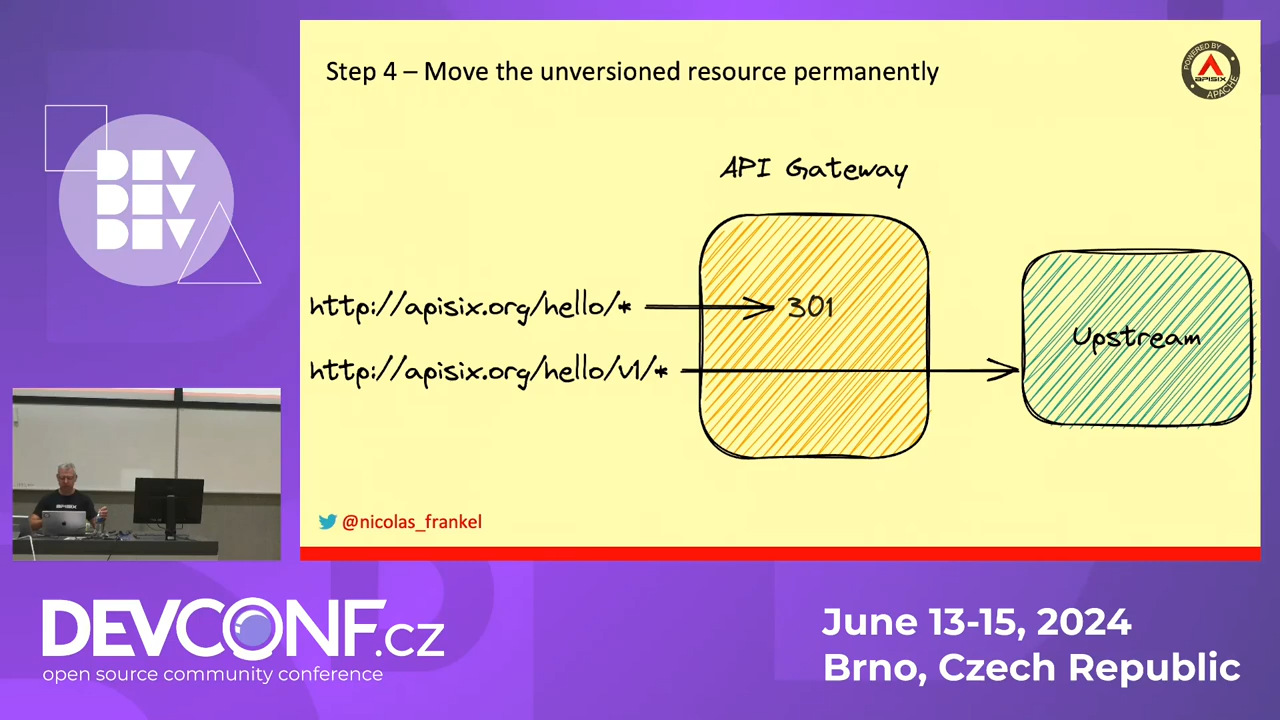 Step 4 – Move the unversioned resource permanently
POWERED BY
APISIX
APACHE
API Gateway
http://apisix.org/hello/*
301
http://apisix.org/hello/v1/*
Upstream
@nicolas_frankel
DEV
DEV
DEV
APISIX
DEVCONF.cz
open source community conference
June 13-15, 2024
Brno, Czech Republic